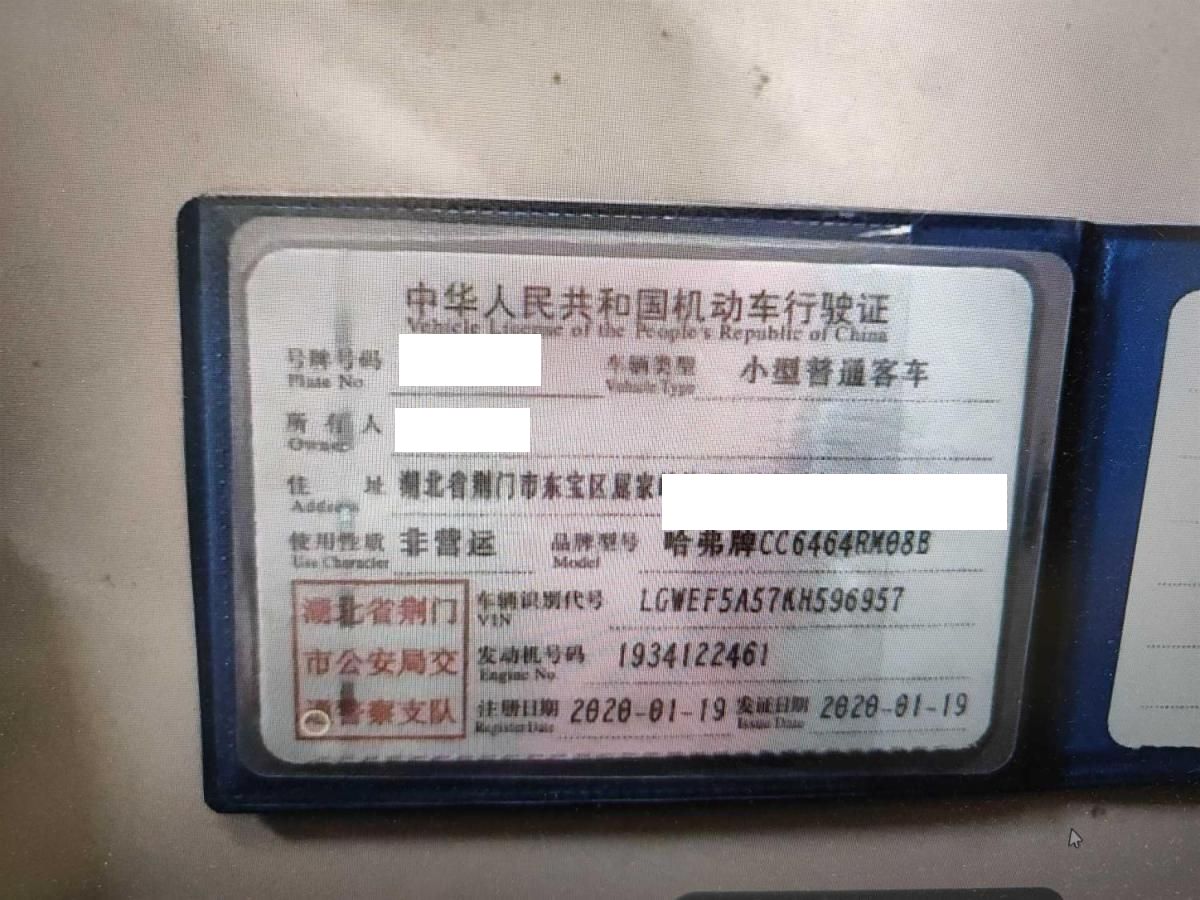 中华人民共和国机动车行驶证
Vehicle License of the People's Republic of China
号牌号码 车辆类型 小型普通客车
Plate No. Vehicle Type
所有人
Owner
住址 湖北省荆门市东宝区屈家
Address
使用性质 非营运 品牌型号 哈弗牌CC6464RM08B
Use Character Model
湖北省荆门 车辆识别代号 LGWEF5A57KH596957
VIN
市公安局交 发动机号码 1934122461
Engine No.
通警察支队 注册日期 2020-01-19 发证日期 2020-01-19
Register Date Issue Date